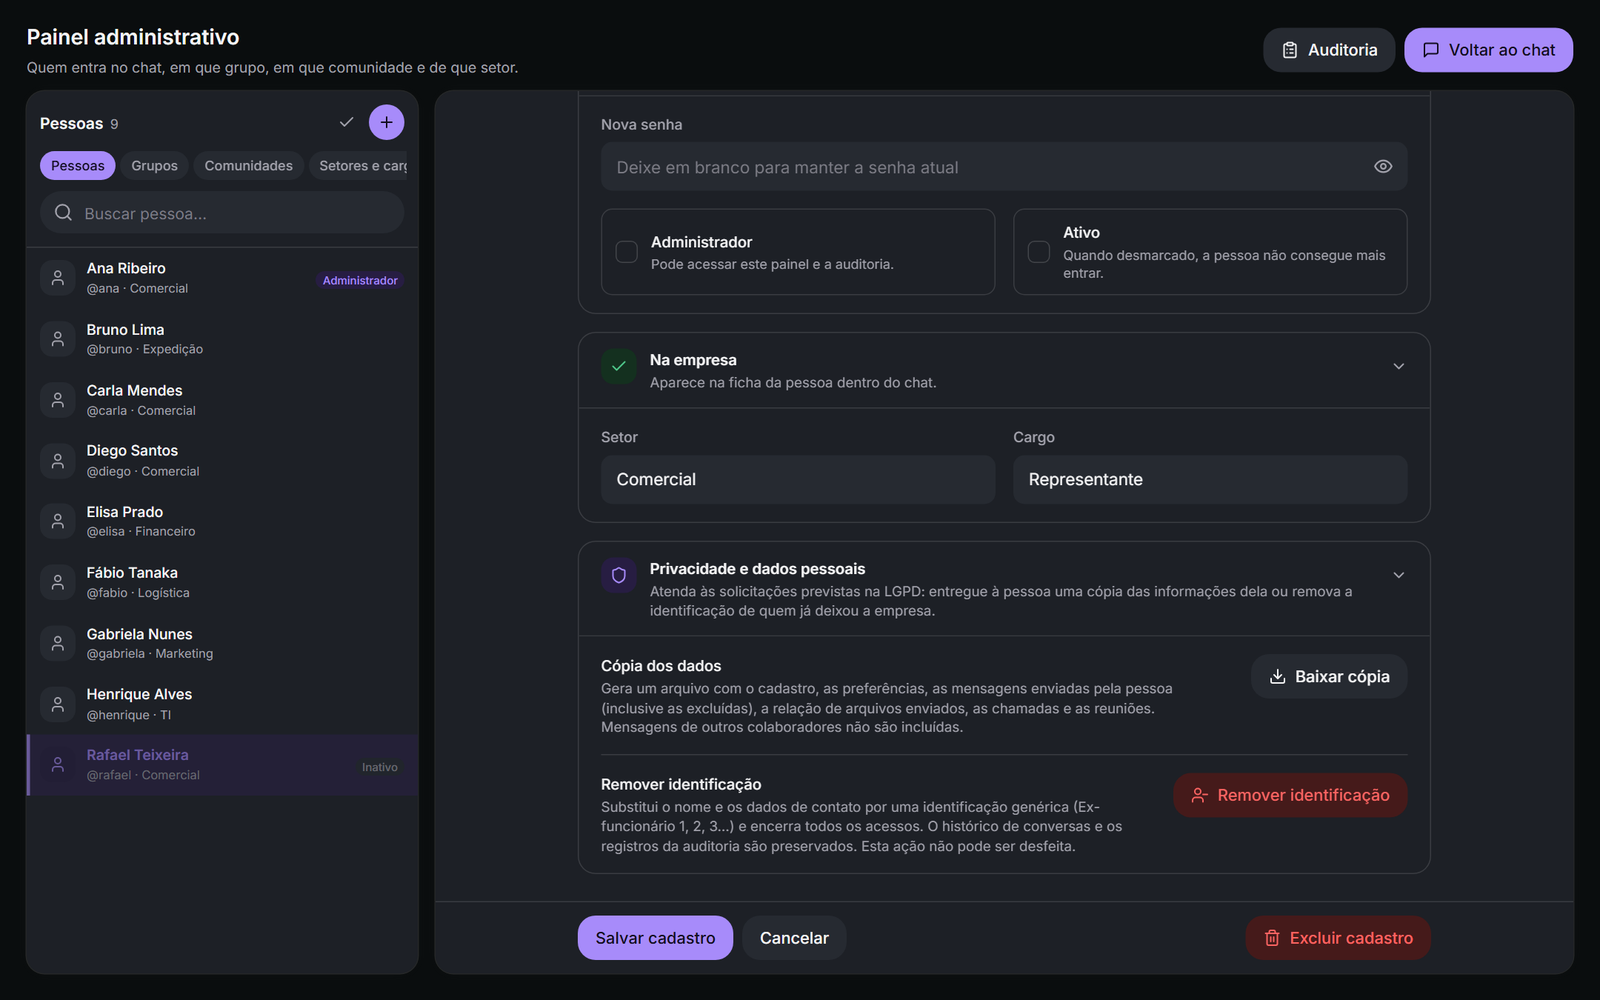 Painel administrativo
Quem entra no chat, em que grupo, em que comunidade e de que setor.
Auditoria
Voltar ao chat
Pessoas 9
Pessoas
Grupos
Comunidades
Setores e carg
Buscar pessoa...
Ana Ribeiro
@ana · Comercial
Administrador
Bruno Lima
@bruno · Expedição
Carla Mendes
@carla · Comercial
Diego Santos
@diego · Comercial
Elisa Prado
@elisa · Financeiro
Fábio Tanaka
@fabio · Logística
Gabriela Nunes
@gabriela · Marketing
Henrique Alves
@henrique · TI
Rafael Teixeira
@rafael · Comercial
Inativo
Nova senha
Deixe em branco para manter a senha atual
Administrador
Pode acessar este painel e a auditoria.
Ativo
Quando desmarcado, a pessoa não consegue mais
entrar.
Na empresa
Aparece na ficha da pessoa dentro do chat.
Setor
Cargo
Comercial
Representante
Privacidade e dados pessoais
Atenda às solicitações previstas na LGPD: entregue à pessoa uma cópia das informações dela ou remova a
identificação de quem já deixou a empresa.
Cópia dos dados
Gera um arquivo com o cadastro, as preferências, as mensagens enviadas pela pessoa
(inclusive as excluídas), a relação de arquivos enviados, as chamadas e as reuniões.
Mensagens de outros colaboradores não são incluídas.
Baixar cópia
Remover identificação
Substitui o nome e os dados de contato por uma identificação genérica (Ex-
funcionário 1, 2, 3...) e encerra todos os acessos. O histórico de conversas e os
registros da auditoria são preservados. Esta ação não pode ser desfeita.
Remover identificação
Salvar cadastro
Cancelar
Excluir cadastro